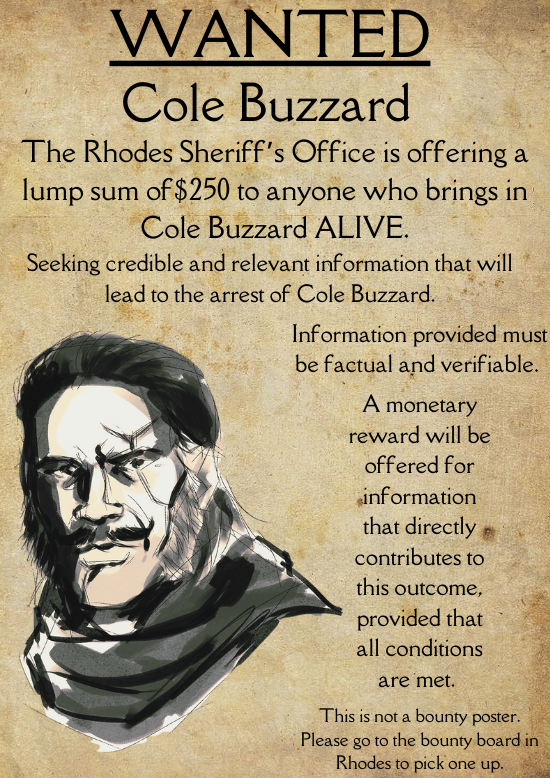 WANTED
Cole Buzzard
The Rhodes Sheriff's Office is offering a
lump sum of $250 to anyone who brings in
Cole Buzzard ALIVE.
Seeking credible and relevant information that will
lead to the arrest of Cole Buzzard.
Information provided must
be factual and verifiable.
A monetary
reward will be
offered for
information
that directly
contributes to
this outcome,
provided that
all conditions
are met.
This is not a bounty poster.
Please go to the bounty board in
Rhodes to pick one up.